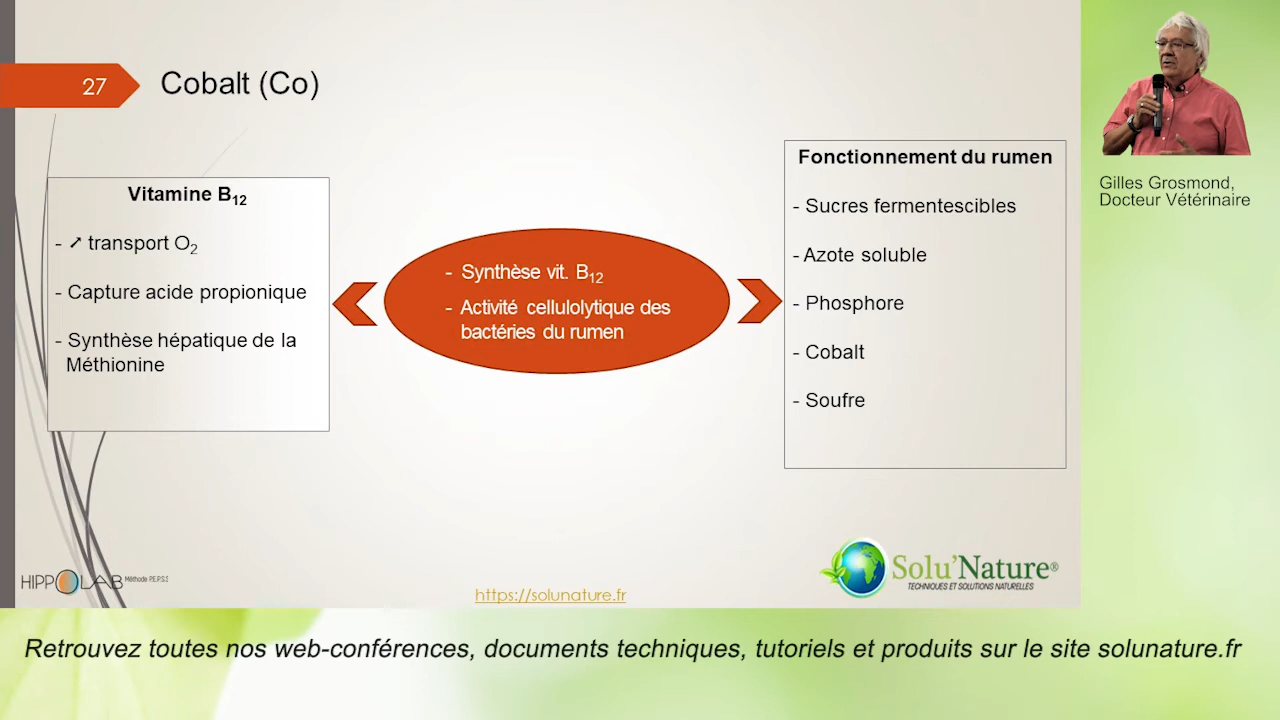 27
Cobalt (Co)
Vitamine B12
- ➚ transport O2
- Capture acide propionique
- Synthèse hépatique de la
Méthionine
- Synthèse vit. B12
- Activité cellulolytique des
bactéries du rumen
Fonctionnement du rumen
- Sucres fermentescibles
- Azote soluble
- Phosphore
- Cobalt
- Soufre
Gilles Grosmond,
Docteur Vétérinaire
HIPPOLAB Méthode P.E.P.S.S
https://solunature.fr
Solu'Nature®
TECHNIQUES ET SOLUTIONS NATURELLES
Retrouvez toutes nos web-conférences, documents techniques, tutoriels et produits sur le site solunature.fr